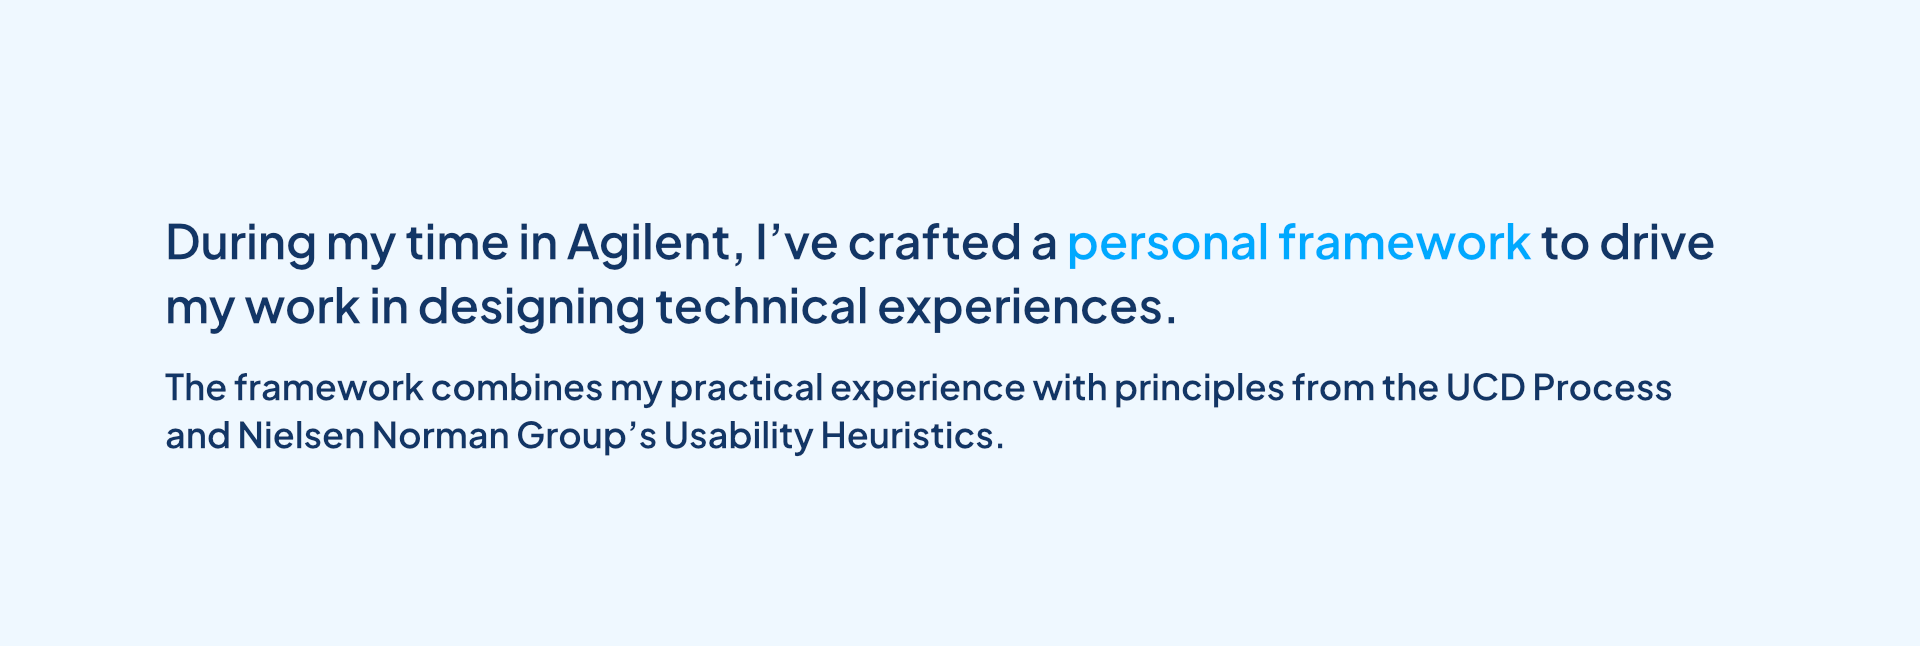 During my time in Agilent, I’ve crafted a personal framework to drive
my work in designing technical experiences.
The framework combines my practical experience with principles from the UCD Process
and Nielsen Norman Group’s Usability Heuristics.